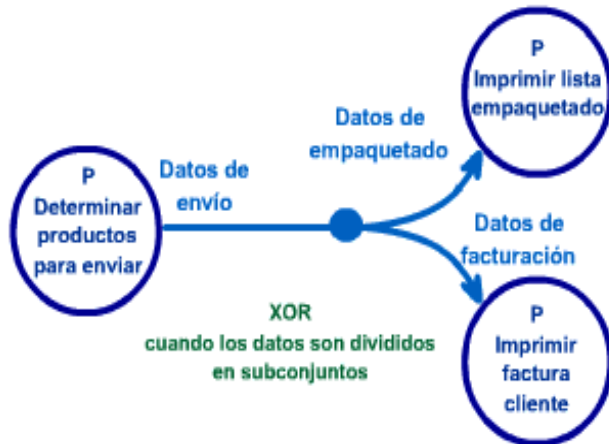 P
Imprimir lista
empaquetado
Datos de
empaquetado
P
Determinar
productos
para enviar
Datos de
envío
Datos de
facturación
XOR
cuando los datos son divididos
en subconjuntos
P
Imprimir
factura
cliente